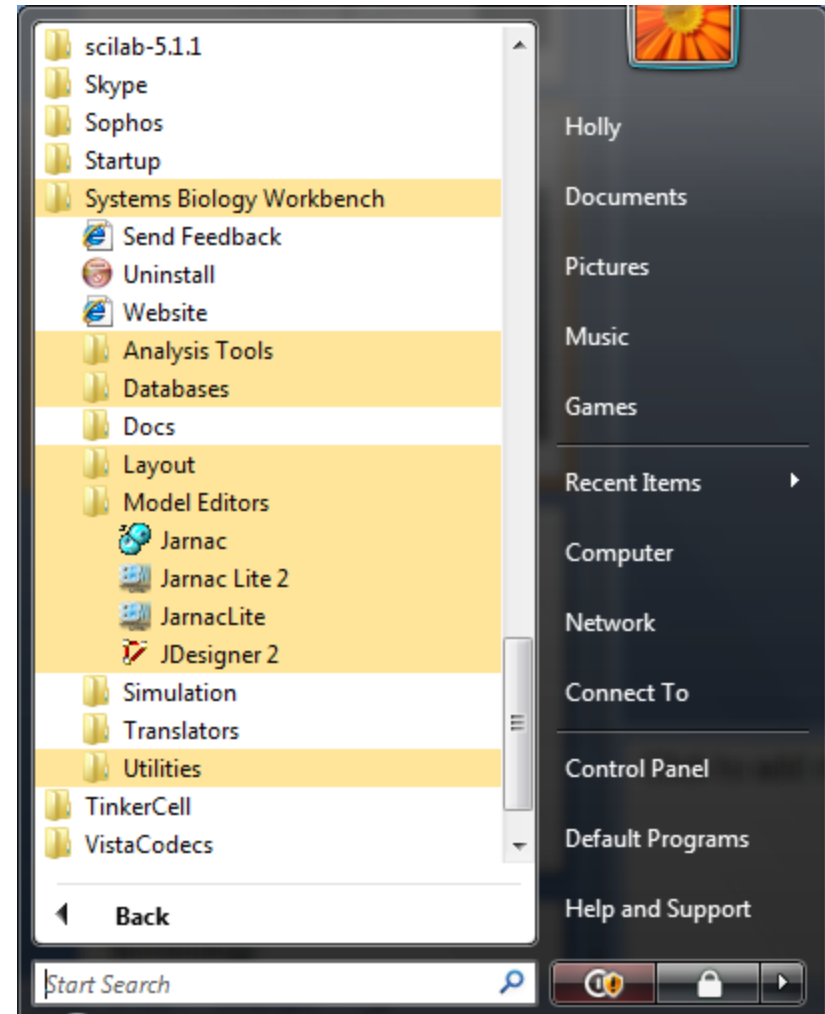 scilab-5.1.1
Skype
Sophos
Startup
Systems Biology Workbench
Send Feedback
Uninstall
Website
Analysis Tools
Databases
Docs
Layout
Model Editors
Jarnac
Jarnac Lite 2
JarnacLite
JDesigner 2
Simulation
Translators
Utilities
TinkerCell
VistaCodecs
Back
Start Search
Holly
Documents
Pictures
Music
Games
Recent Items
Computer
Network
Connect To
Control Panel
Default Programs
Help and Support